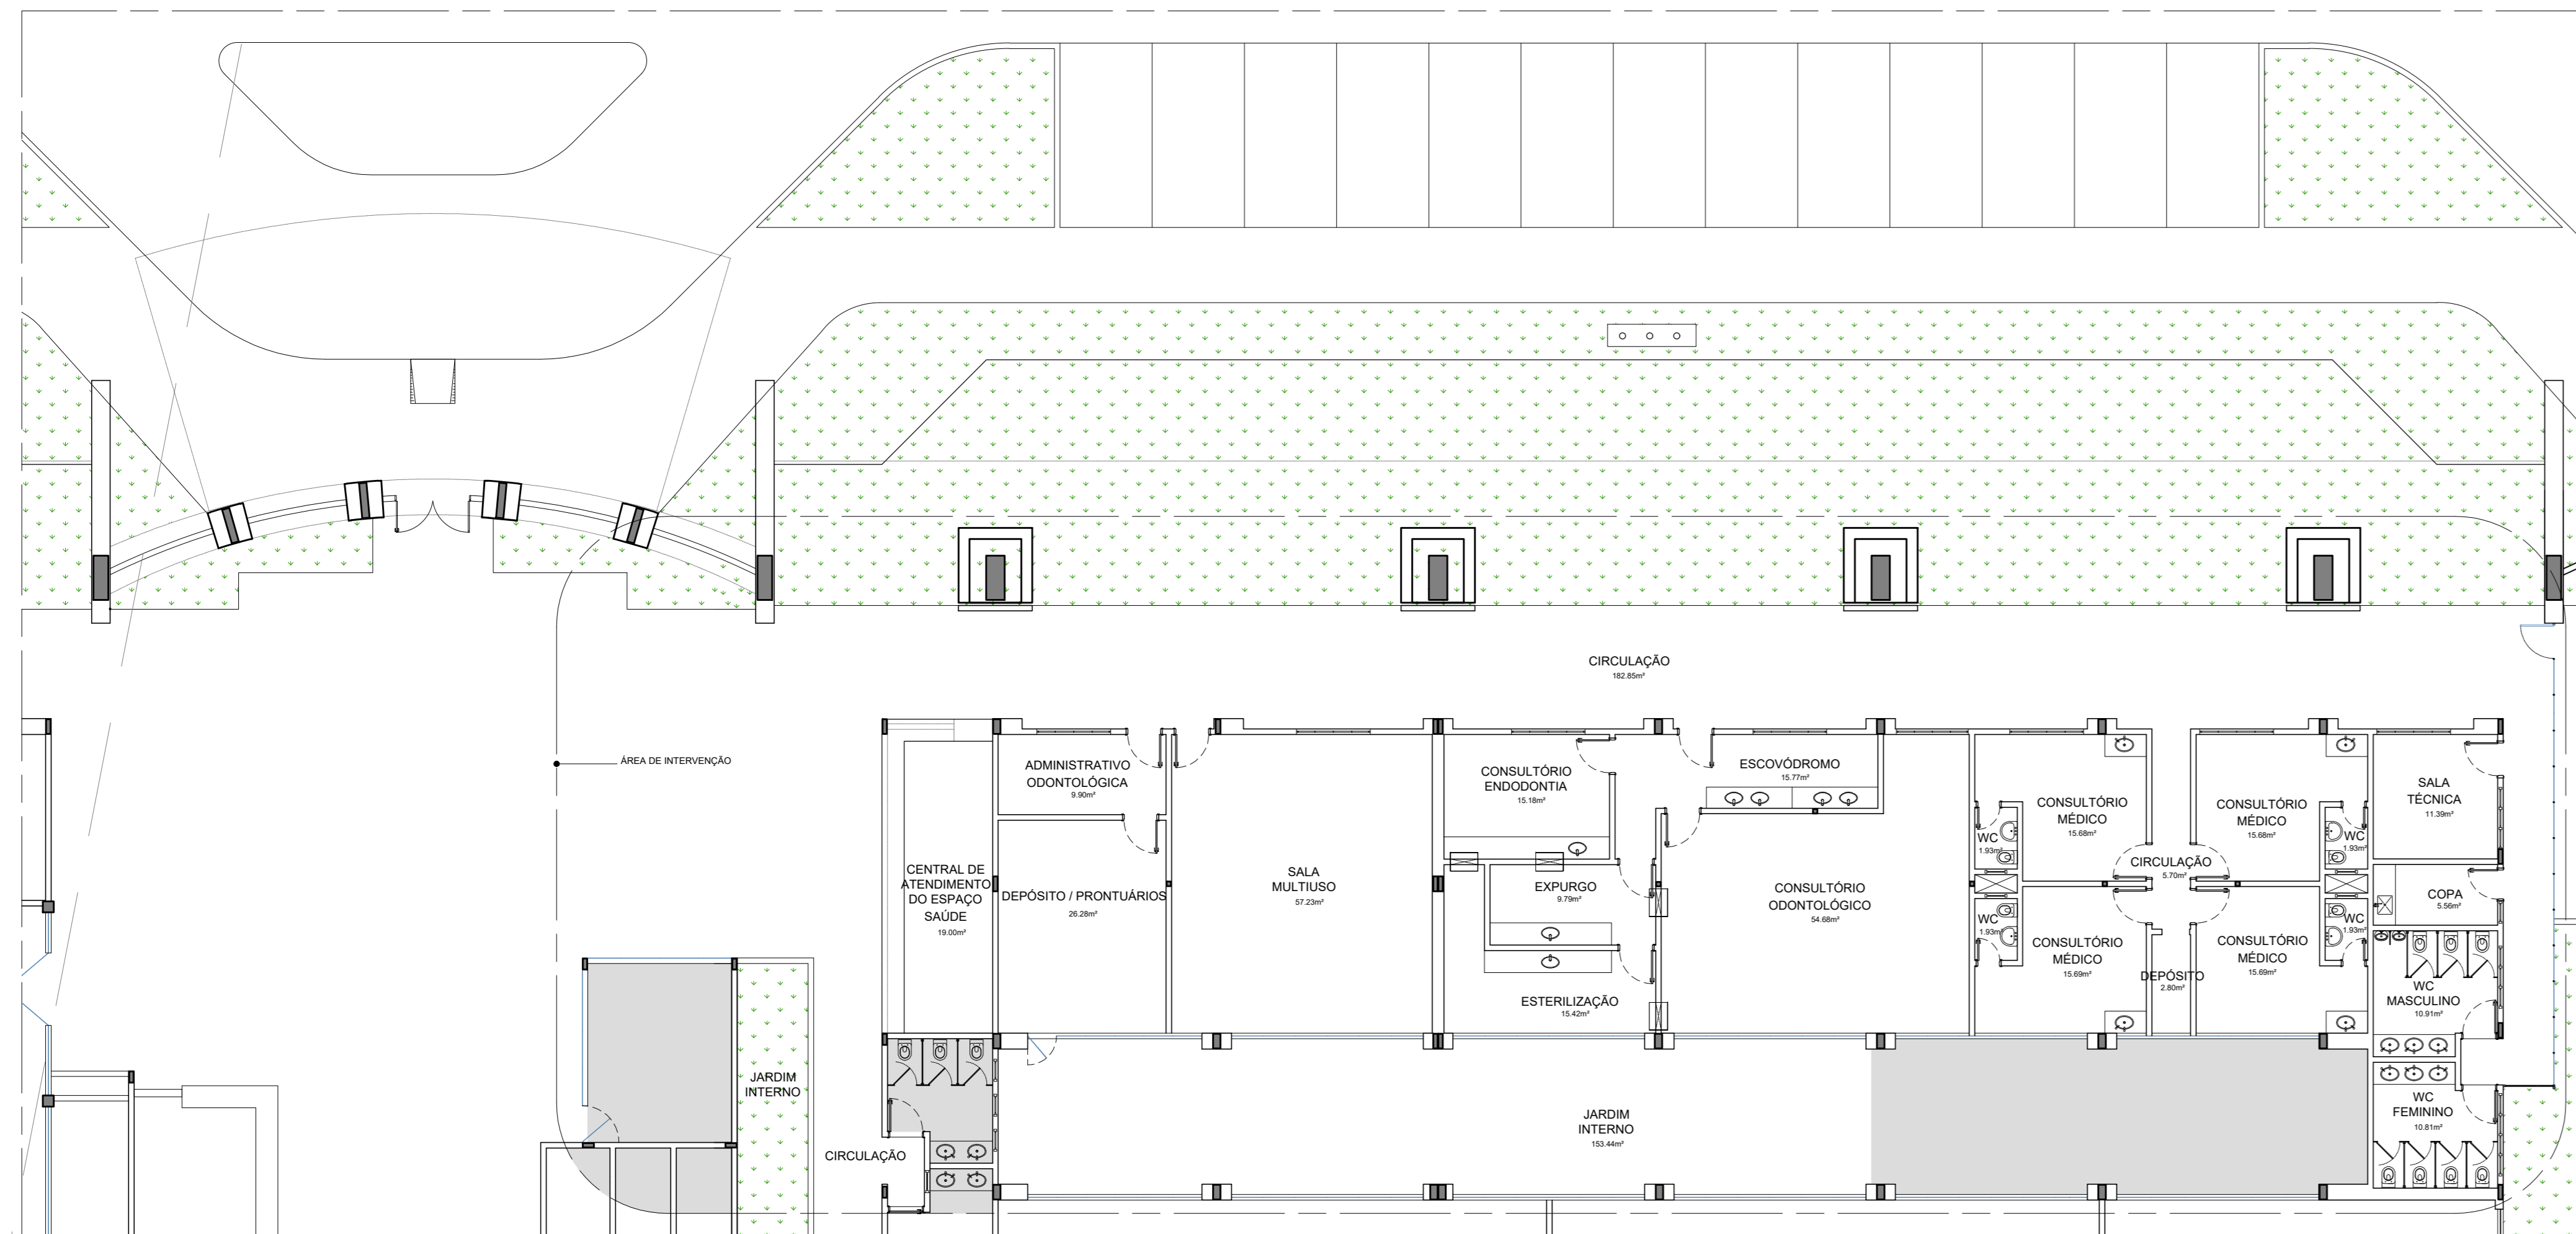 CIRCULAÇÃO
182.85m²
ÁREA DE INTERVENÇÃO
ADMINISTRATIVO
ODONTOLÓGICA
9.90m²
CONSULTÓRIO
ENDODONTIA
15.18m²
ESCOVÓDROMO
15.77m²
CONSULTÓRIO
MÉDICO
15.68m²
CONSULTÓRIO
MÉDICO
15.68m²
SALA
TÉCNICA
11.39m²
WC
1.93m²
WC
1.93m²
CIRCULAÇÃO
5.70m²
CENTRAL DE
ATENDIMENTO
DO ESPAÇO
SAÚDE
19.00m²
DEPÓSITO / PRONTUÁRIOS
26.28m²
SALA
MULTIUSO
57.23m²
EXPURGO
9.79m²
CONSULTÓRIO
ODONTOLÓGICO
54.68m²
COPA
5.56m²
WC
1.93m²
WC
1.93m²
CONSULTÓRIO
MÉDICO
15.69m²
CONSULTÓRIO
MÉDICO
15.69m²
DEPÓSITO
2.80m²
ESTERILIZAÇÃO
15.42m²
WC
MASCULINO
10.91m²
JARDIM
INTERNO
CIRCULAÇÃO
JARDIM
INTERNO
153.44m²
WC
FEMININO
10.81m²